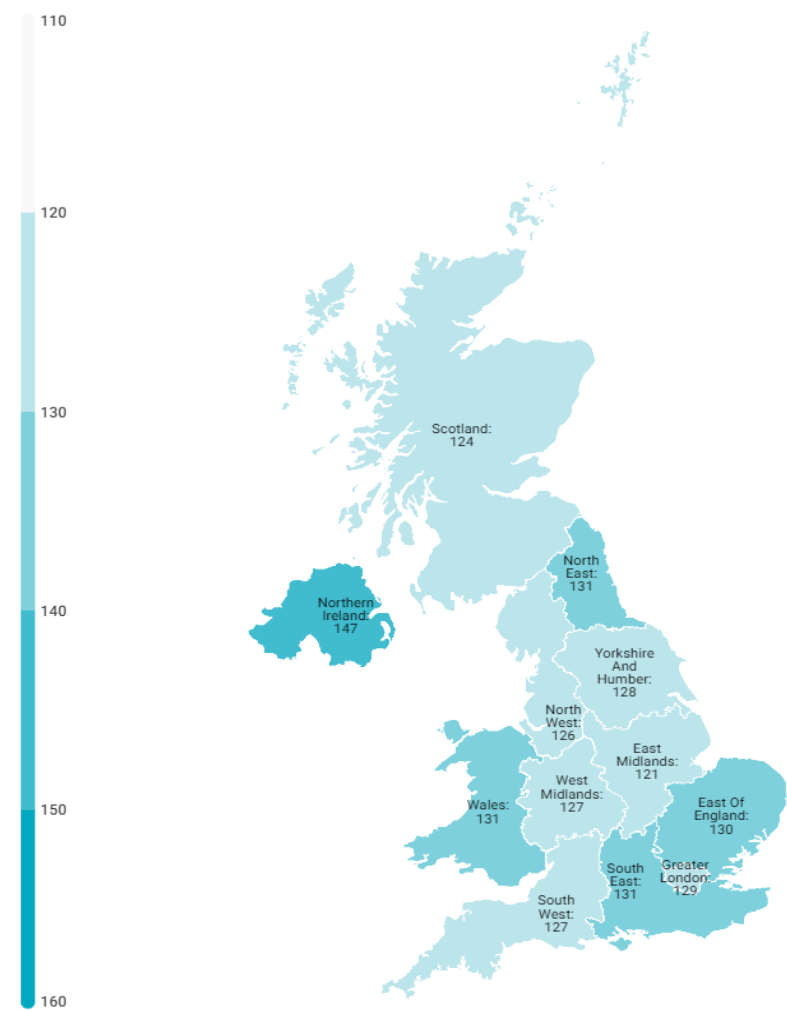 110
120
130
140
150
160
Scotland:
124
North
East:
131
Northern
Ireland:
147
Yorkshire
And
Humber:
128
North
West:
126
East
Midlands:
121
West
Midlands:
127
Wales:
131
East Of
England:
130
Greater
London:
129
South
East:
131
South
West:
127